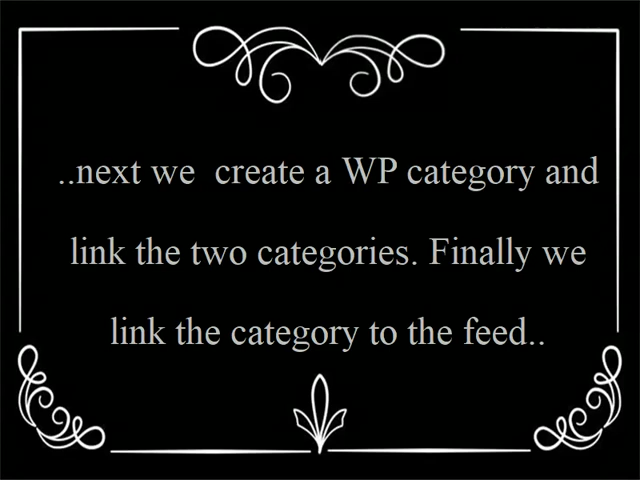 ..next we  create a WP category and
link the two categories. Finally we
link the category to the feed..